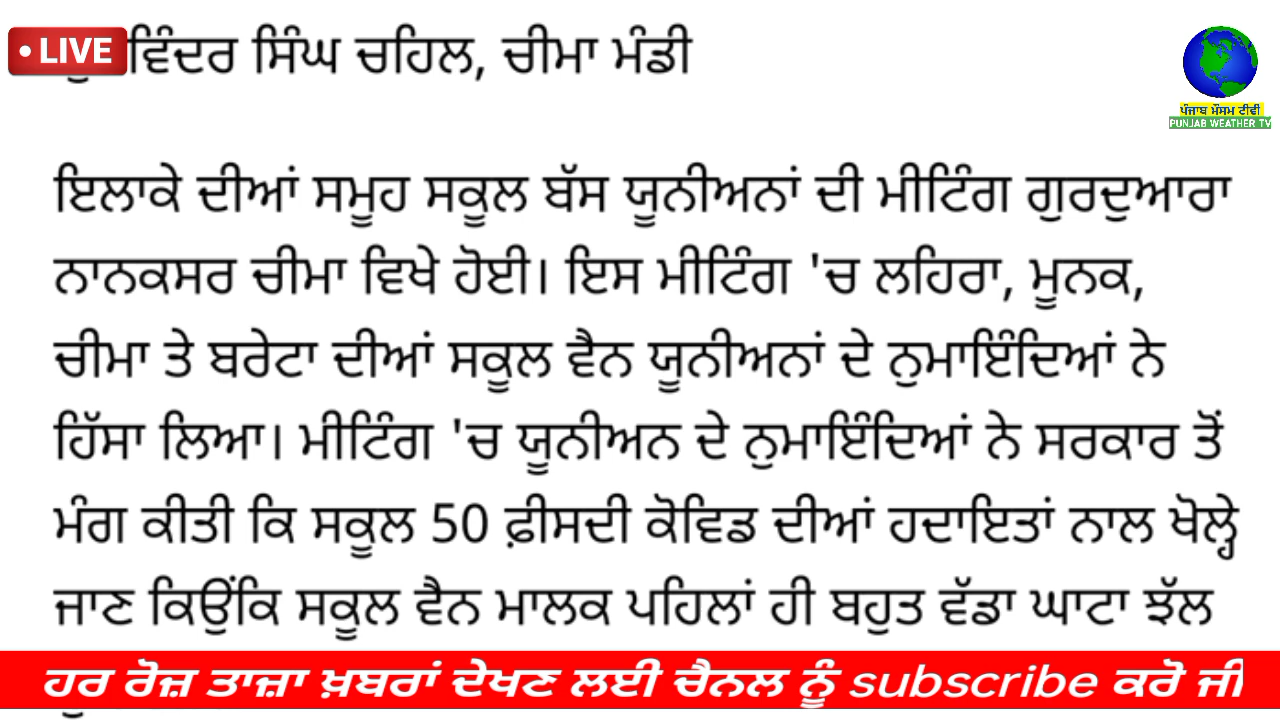 LIVE
ਵਿੰਦਰ ਸਿੰਘ ਚਹਿਲ, ਚੀਮਾ ਮੰਡੀ
ਪੰਜਾਬ ਮੌਸਮ ਟੀਵੀ
PUNJAB WEATHER TV
ਇਲਾਕੇ ਦੀਆਂ ਸਮੂਹ ਸਕੂਲ ਬੱਸ ਯੂਨੀਅਨਾਂ ਦੀ ਮੀਟਿੰਗ ਗੁਰਦੁਆਰਾ
ਨਾਨਕਸਰ ਚੀਮਾ ਵਿਖੇ ਹੋਈ। ਇਸ ਮੀਟਿੰਗ 'ਚ ਲਹਿਰਾ, ਮੂਨਕ,
ਚੀਮਾ ਤੇ ਬਰੇਟਾ ਦੀਆਂ ਸਕੂਲ ਵੈਨ ਯੂਨੀਅਨਾਂ ਦੇ ਨੁਮਾਇੰਦਿਆਂ ਨੇ
ਹਿੱਸਾ ਲਿਆ। ਮੀਟਿੰਗ 'ਚ ਯੂਨੀਅਨ ਦੇ ਨੁਮਾਇੰਦਿਆਂ ਨੇ ਸਰਕਾਰ ਤੋਂ
ਮੰਗ ਕੀਤੀ ਕਿ ਸਕੂਲ 50 ਫ਼ੀਸਦੀ ਕੋਵਿਡ ਦੀਆਂ ਹਦਾਇਤਾਂ ਨਾਲ ਖੋਲ੍ਹੇ
ਜਾਣ ਕਿਉਂਕਿ ਸਕੂਲ ਵੈਨ ਮਾਲਕ ਪਹਿਲਾਂ ਹੀ ਬਹੁਤ ਵੱਡਾ ਘਾਟਾ ਝੱਲ
ਹਰ ਰੋਜ਼ ਤਾਜ਼ਾ ਖ਼ਬਰਾਂ ਦੇਖਣ ਲਈ ਚੈਨਲ ਨੂੰ subscribe ਕਰੋ ਜੀ